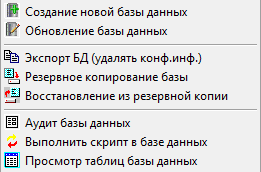 Создание новой базы данных
Обновление базы данных
Экспорт БД (удалять конф.инф.)
Резервное копирование базы
Восстановление из резервной копии
Аудит базы данных
Выполнить скрипт в базе данных
Просмотр таблиц базы данных